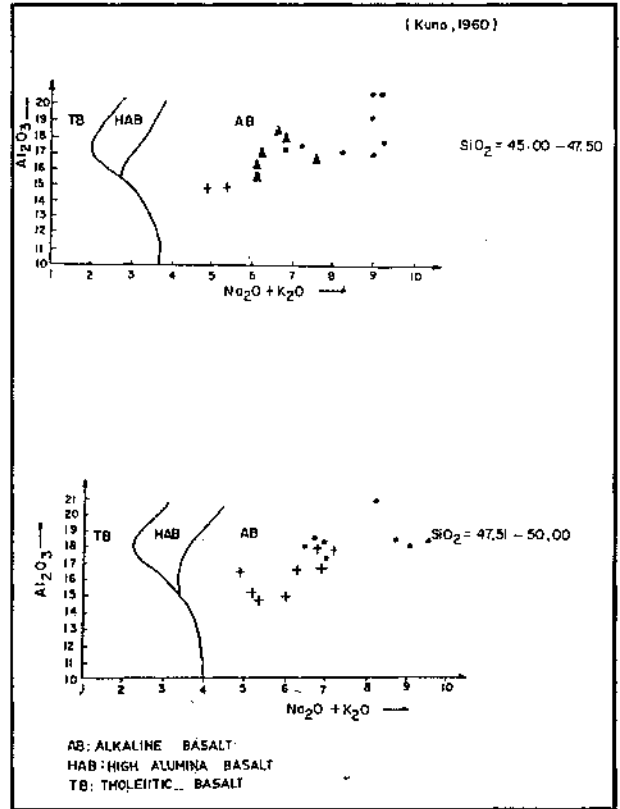 (Kuno, 1960)
20
19
18
17
16
15
14
13
12
11
10
Al2O3
TB
HAB
AB
SiO2 = 45.00 - 47.50
1 2 3 4 5 6 7 8 9 10
Na2O + K2O
21
20
19
18
17
16
15
14
13
12
11
10
Al2O3
TB
HAB
AB
SiO2 = 47.51 - 50.00
1 2 3 4 5 6 7 8 9 10
Na2O + K2O
AB: ALKALINE BASALT
HAB: HIGH ALUMINA BASALT
TB: THOLEIITIC BASALT